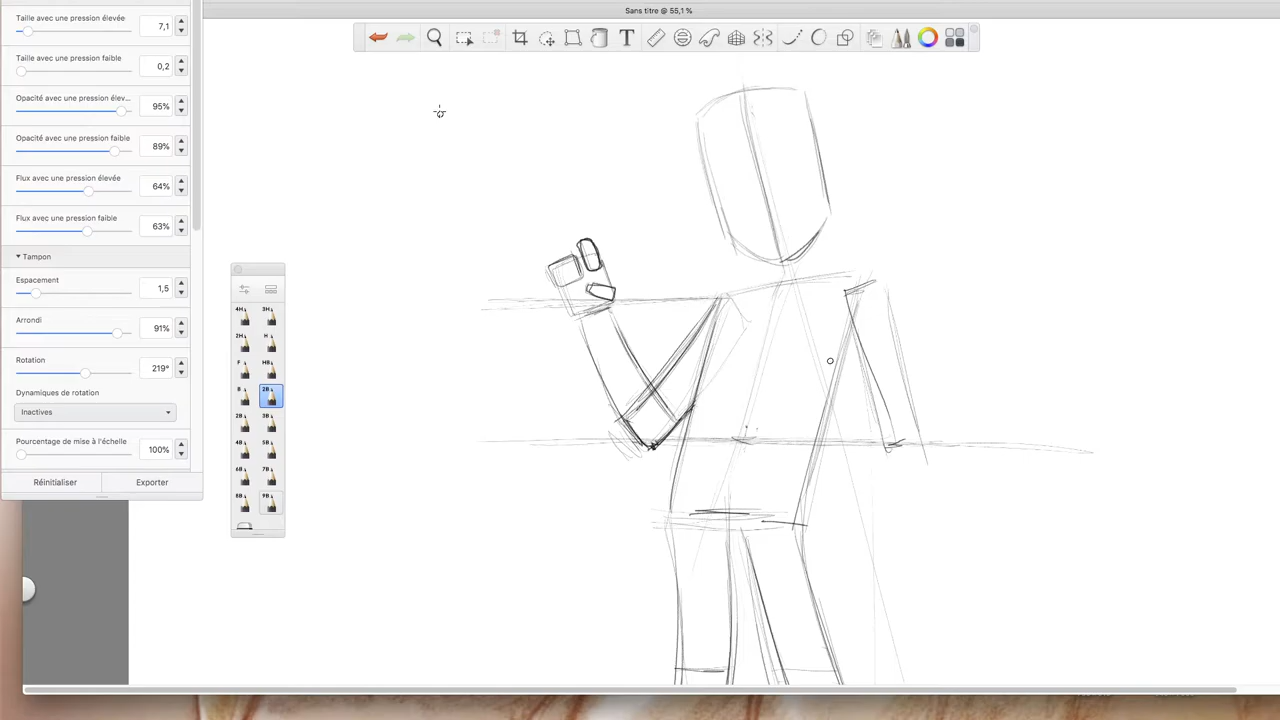 Sans titre @ 55,1 %
Taille avec une pression élevée
7,1
Taille avec une pression faible
0,2
Opacité avec une pression élev...
95%
Opacité avec une pression faible
89%
Flux avec une pression élevée
64%
Flux avec une pression faible
63%
Tampon
Espacement
1,5
Arrondi
91%
Rotation
219°
Dynamiques de rotation
Inactives
Pourcentage de mise à l'échelle
100%
Réinitialiser
Exporter
T
4H 3H
2H H
F HB
B 2B
2B 3B
4B 5B
6B 7B
8B 9B